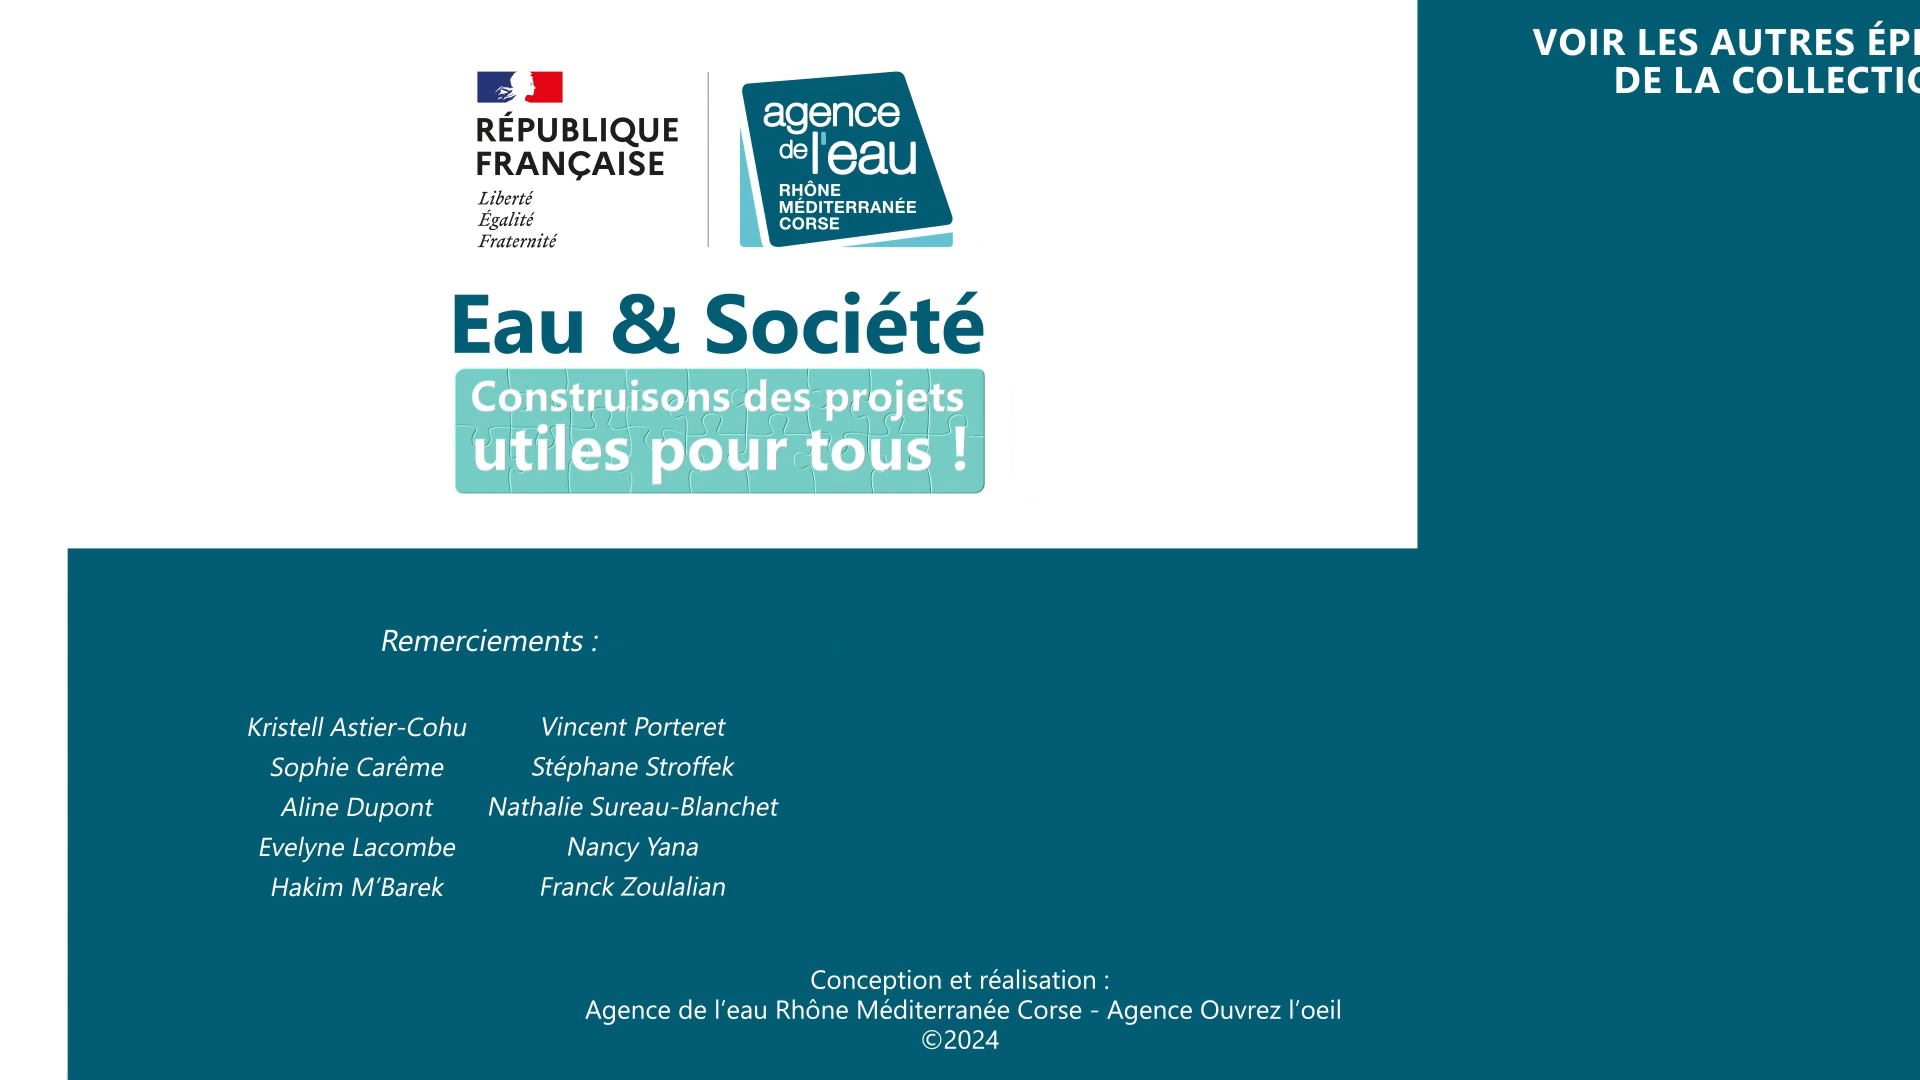 VOIR LES AUTRES
DE LA
RÉPUBLIQUE
FRANÇAISE
Liberté
Égalité
Fraternité
agence
de l'eau
RHÔNE
MÉDITERRANÉE
CORSE
Eau & Société
Construisons des projets
utiles pour tous !
Remerciements :
Kristell Astier-Cohu
Sophie Carême
Aline Dupont
Evelyne Lacombe
Hakim M’Barek
Vincent Porteret
Stéphane Stroffek
Nathalie Sureau-Blanchet
Nancy Yana
Franck Zoulalian
Conception et réalisation :
Agence de l’eau Rhône Méditerranée Corse - Agence Ouvrez l’oeil
©2024